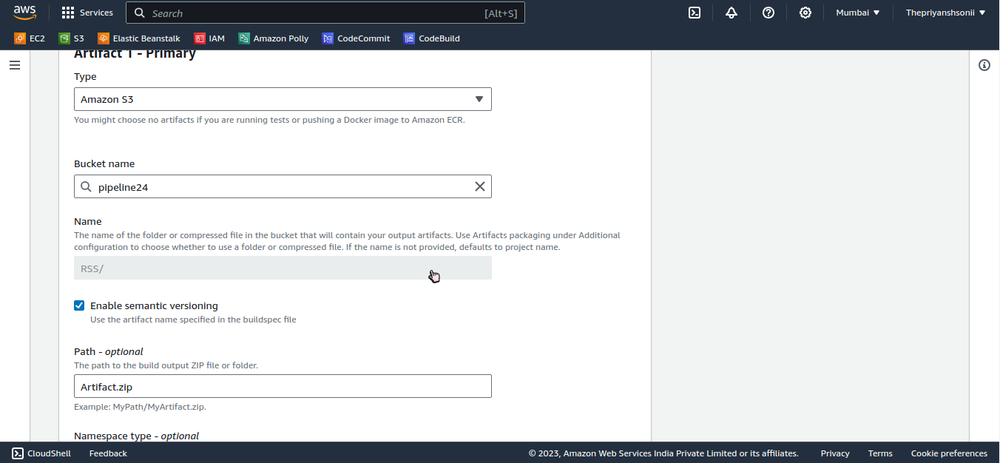 aws Services Search [Alt+S] Mumbai Thepriyanshsonii
EC2 S3 Elastic Beanstalk IAM Amazon Polly CodeCommit CodeBuild
Artifact 1 - Primary
Type
Amazon S3
You might choose no artifacts if you are running tests or pushing a Docker image to Amazon ECR.
Bucket name
pipeline24
Name
The name of the folder or compressed file in the bucket that will contain your output artifacts. Use Artifacts packaging under Additional
configuration to choose whether to use a folder or compressed file. If the name is not provided, defaults to project name.
RSS/
Enable semantic versioning
Use the artifact name specified in the buildspec file
Path - optional
The path to the build output ZIP file or folder.
Artifact.zip
Example: MyPath/MyArtifact.zip.
Namespace type - optional
CloudShell Feedback © 2023, Amazon Web Services India Private Limited or its affiliates. Privacy Terms Cookie preferences